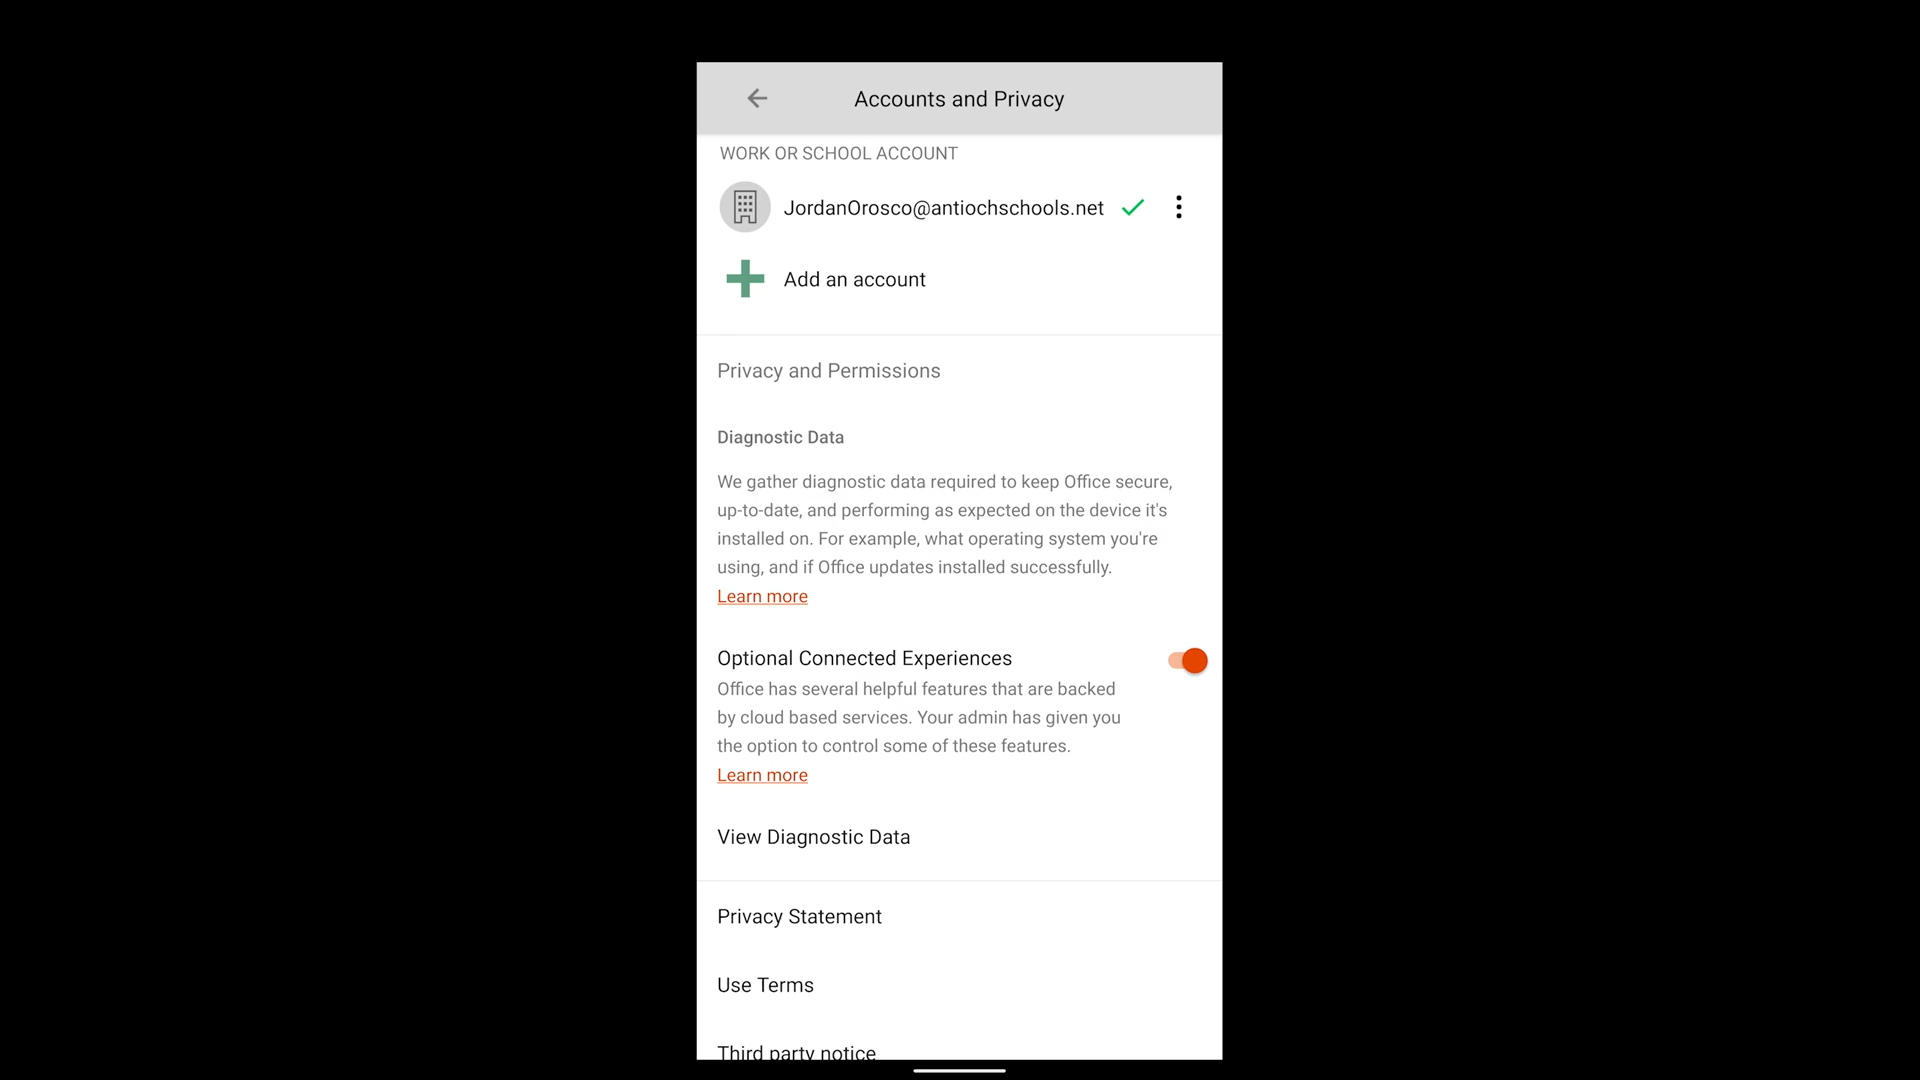 Accounts and Privacy
WORK OR SCHOOL ACCOUNT
JordanOrosco@antiochschools.net
Add an account
Privacy and Permissions
Diagnostic Data
We gather diagnostic data required to keep Office secure,
up-to-date, and performing as expected on the device it's
installed on. For example, what operating system you're
using, and if Office updates installed successfully.
Learn more
Optional Connected Experiences
Office has several helpful features that are backed
by cloud based services. Your admin has given you
the option to control some of these features.
Learn more
View Diagnostic Data
Privacy Statement
Use Terms
Third party notice